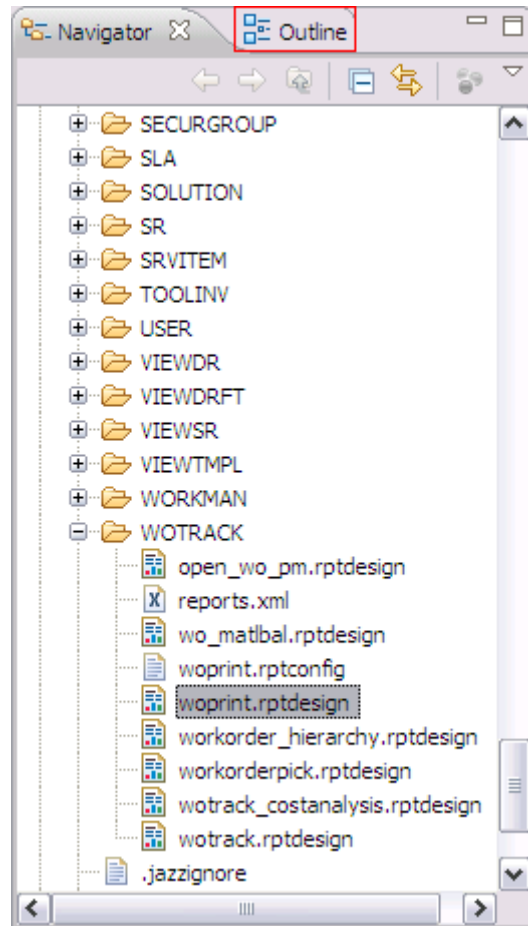 Navigator Outline
SECURGROUP
SLA
SOLUTION
SR
SRVITEM
TOOLINV
USER
VIEWDR
VIEWDRFT
VIEWSR
VIEWTMPL
WORKMAN
WOTRACK
open_wo_pm.rptdesign
reports.xml
wo_matlbal.rptdesign
woprint.rptconfig
woprint.rptdesign
workorder_hierarchy.rptdesign
workorderpick.rptdesign
wotrack_costanalysis.rptdesign
wotrack.rptdesign
.jazzignore